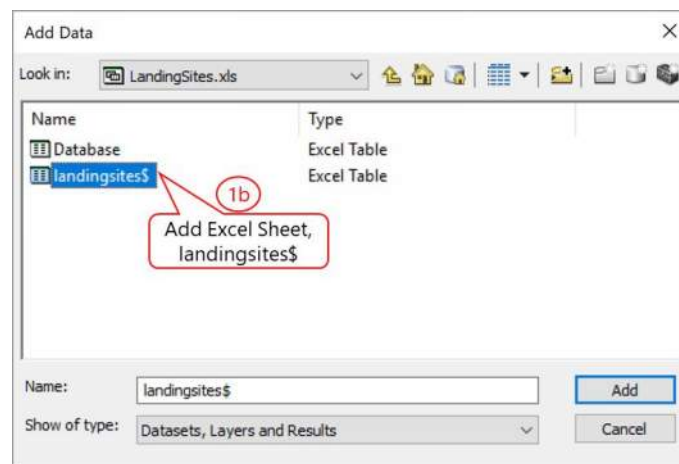 Add Data
Look in: LandingSites.xls
Name Type
Database Excel Table
landingsites$ Excel Table
1b
Add Excel Sheet,
landingsites$
Name: landingsites$ Add
Show of type: Datasets, Layers and Results Cancel